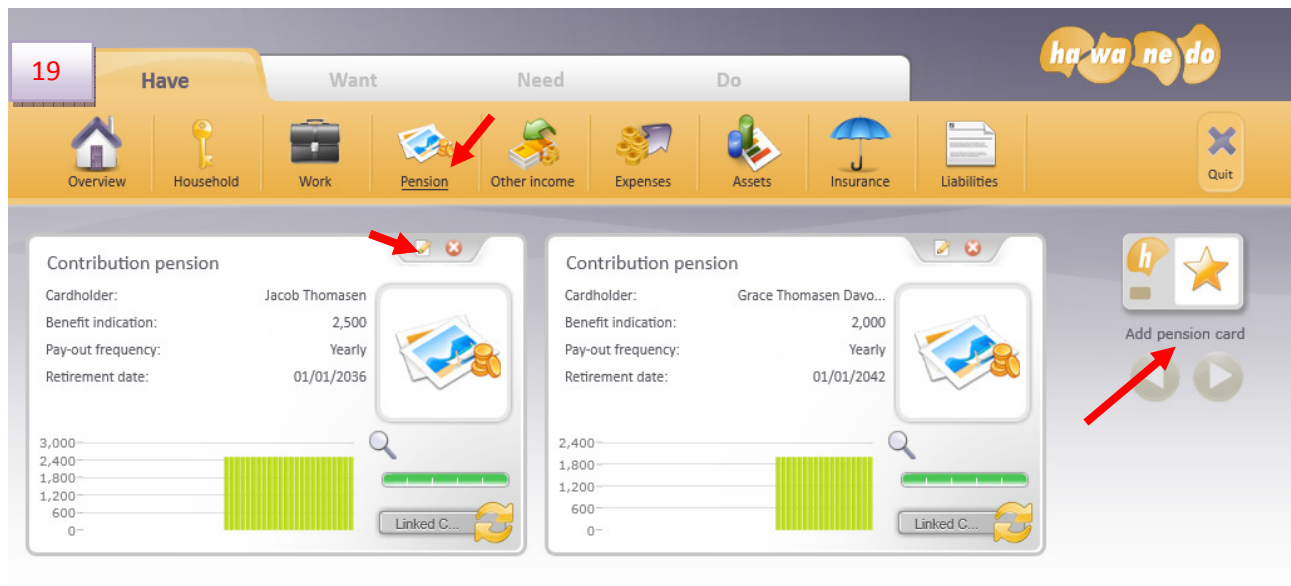 19
Have Want Need Do
ha wa ne do
Overview Household Work Pension Other income Expenses Assets Insurance Liabilities Quit
Contribution pension
Cardholder: Jacob Thomasen
Benefit indication: 2,500
Pay-out frequency: Yearly
Retirement date: 01/01/2036
3,000
2,400
1,800
1,200
600
0
Linked C...
Contribution pension
Cardholder: Grace Thomasen Davo...
Benefit indication: 2,000
Pay-out frequency: Yearly
Retirement date: 01/01/2042
2,400
1,800
1,200
600
0
Linked C...
h
Add pension card